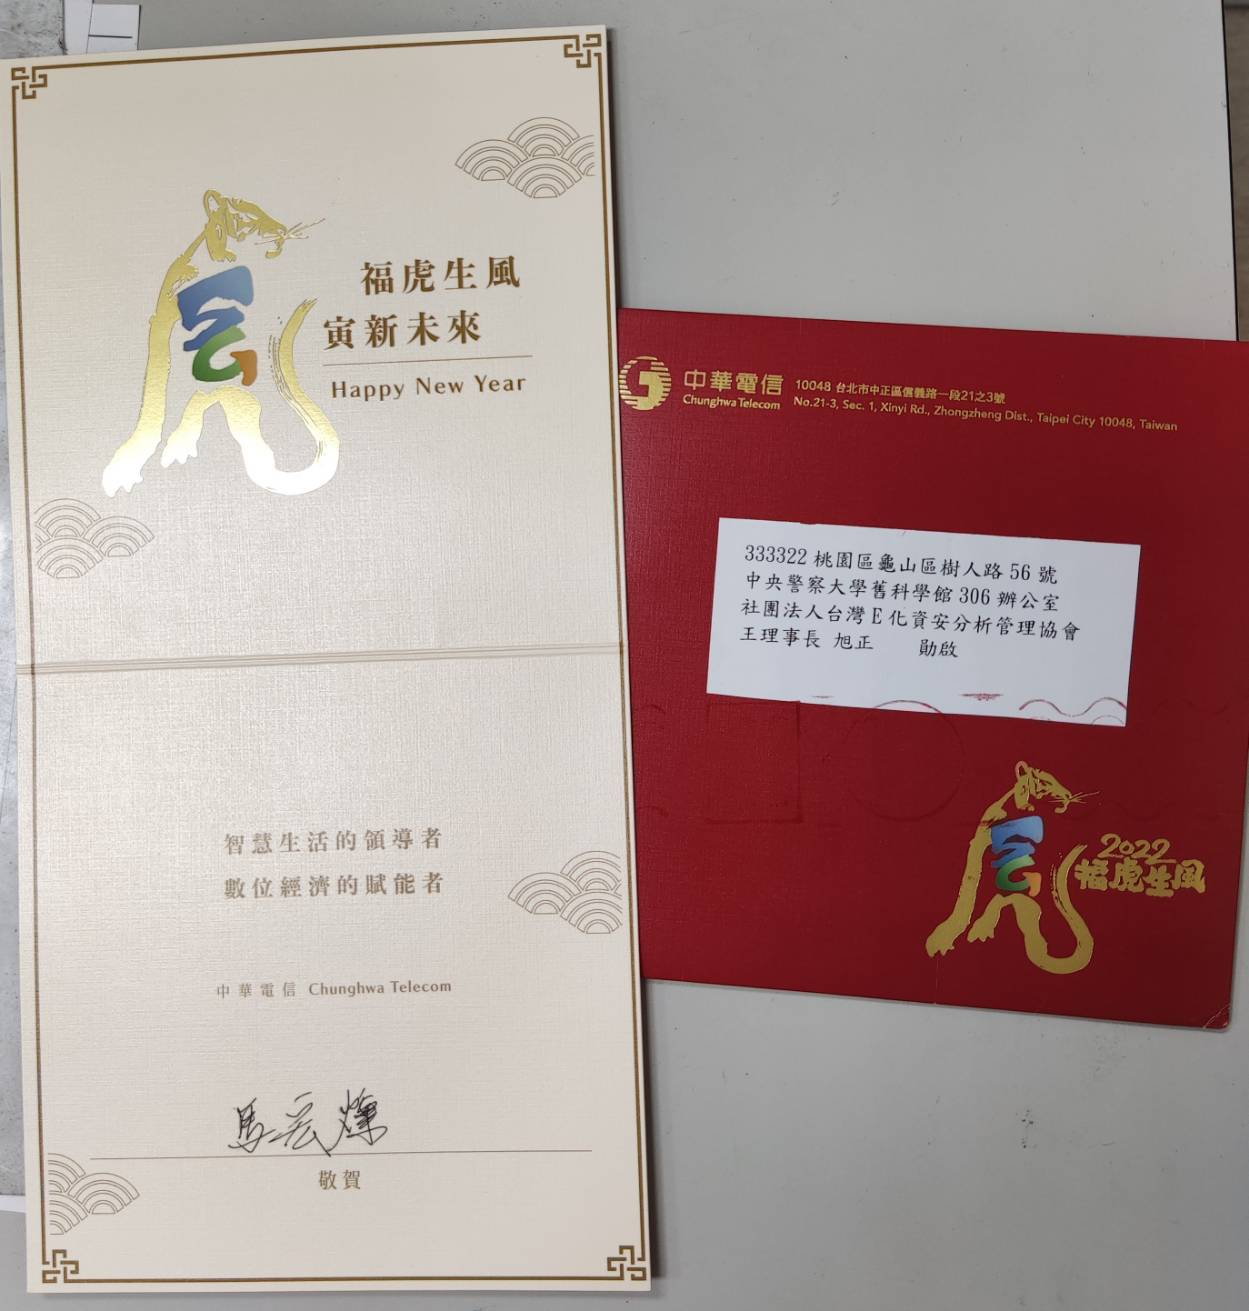 福虎生風
寅新未來
Happy New Year
智慧生活的領導者
數位經濟的賦能者
中華電信 Chunghwa Telecom
馬宏燦
敬賀
中華電信
Chunghwa Telecom
10048 台北市中正區信義路一段21之3號
No.21-3, Sec. 1, Xinyi Rd., Zhongzheng Dist., Taipei City 10048, Taiwan
333322 桃園區龜山區樹人路 56 號
中央警察大學舊科學館 306 辦公室
社團法人台灣 E 化資安分析管理協會
王理事長 旭正 勛啟
2022
福虎生風